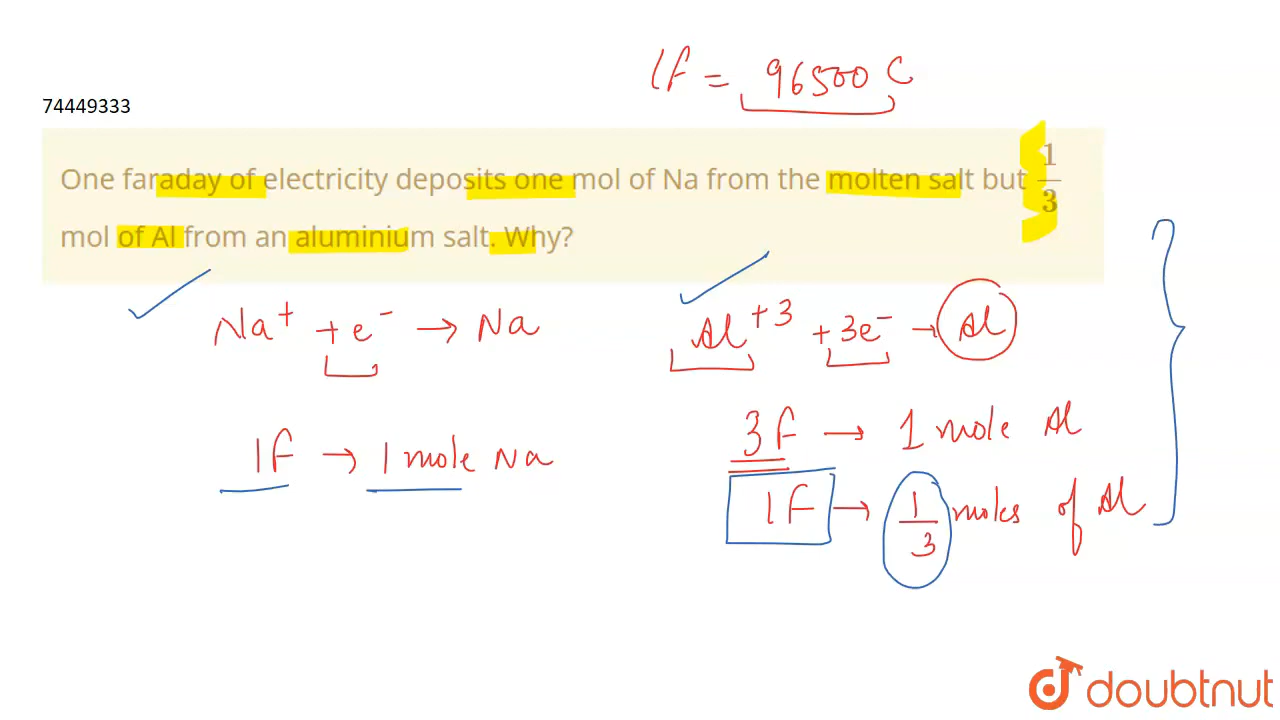 1F = 96500 C
74449333
One faraday of electricity deposits one mol of Na from the molten salt but 1/3
mol of Al from an aluminium salt. Why?
Na⁺ + e⁻ → Na
Al⁺³ + 3e⁻ → Al
3F → 1 mole Al
1F → 1 mole Na
1F → 1/3 moles of Al
doubtnut